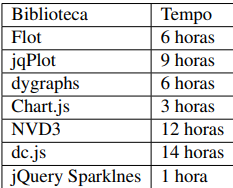 Biblioteca Tempo
Flot 6 horas
jqPlot 9 horas
dygraphs 6 horas
Chart.js 3 horas
NVD3 12 horas
dc.js 14 horas
jQuery Sparklnes 1 hora